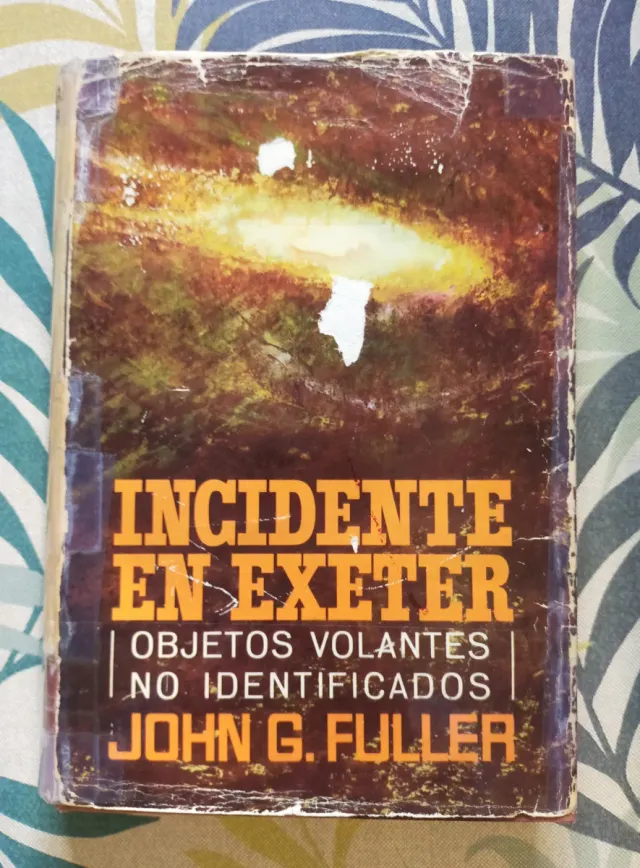 INCIDENTE
EN EXETER
OBJETOS VOLANTES
NO IDENTIFICADOS
JOHN G. FULLER